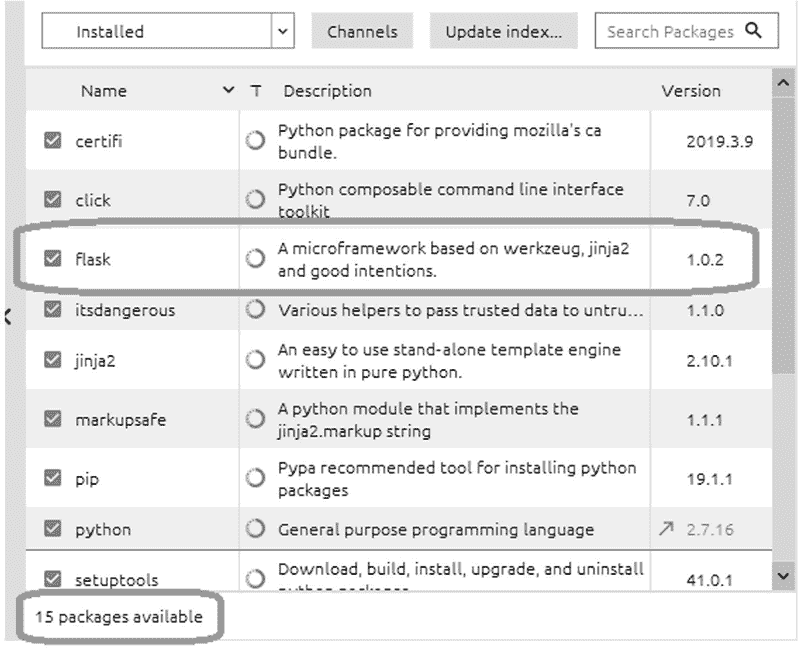 Installed Channels Update index... Search Packages
Name T Description Version
certifi Python package for providing mozilla's ca bundle. 2019.3.9
click Python composable command line interface toolkit 7.0
flask A microframework based on werkzeug, jinja2 and good intentions. 1.0.2
itsdangerous Various helpers to pass trusted data to untru... 1.1.0
jinja2 An easy to use stand-alone template engine written in pure python. 2.10.1
markupsafe A python module that implements the jinja2.markup string 1.1.1
pip Pypa recommended tool for installing python packages 19.1.1
python General purpose programming language 2.7.16
setuptools Download, build, install, upgrade, and uninstall python packages 41.0.1
15 packages available